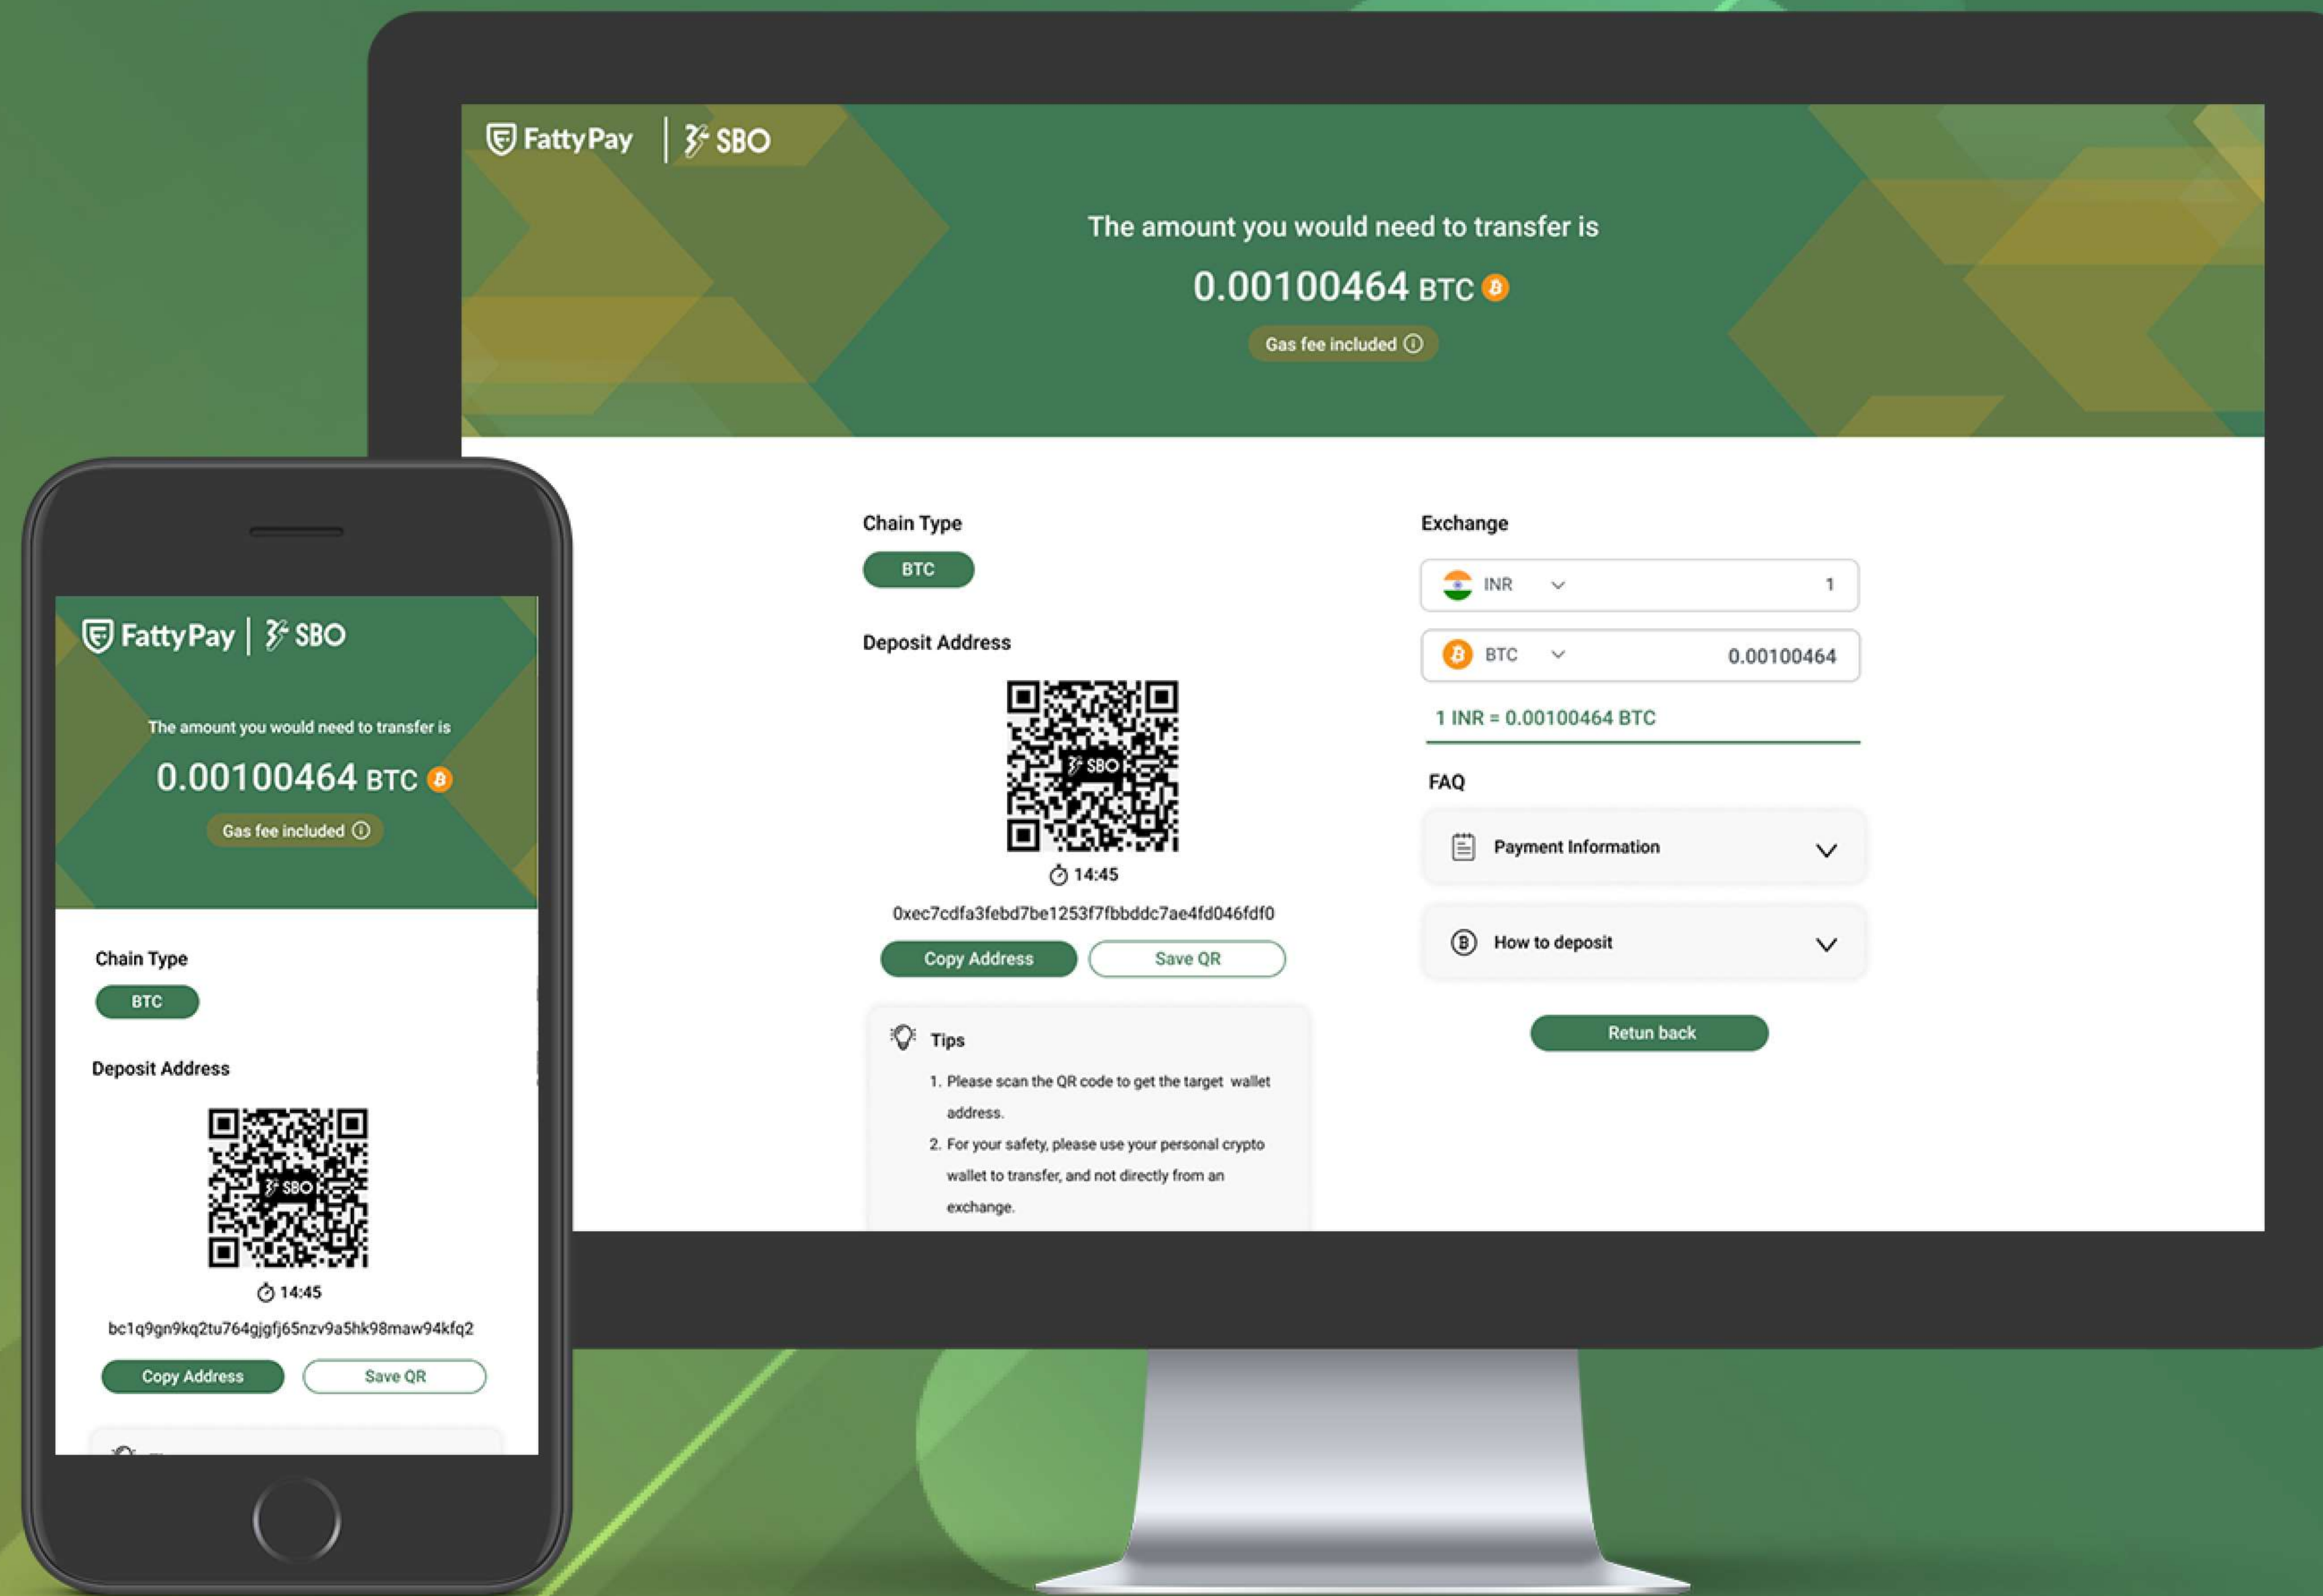 FattyPay | SBO
The amount you would need to transfer is
0.00100464 BTC
Gas fee included
Chain Type
BTC
Deposit Address
SBO
14:45
0xec7cdfa3febd7be1253f7fbbddc7ae4fd046fdf0
Copy Address
Save QR
Tips
1. Please scan the QR code to get the target wallet
address.
2. For your safety, please use your personal crypto
wallet to transfer, and not directly from an
exchange.
Exchange
INR 1
BTC 0.00100464
1 INR = 0.00100464 BTC
FAQ
Payment Information
How to deposit
Retun back
FattyPay | SBO
The amount you would need to transfer is
0.00100464 BTC
Gas fee included
Chain Type
BTC
Deposit Address
SBO
14:45
bc1q9gn9kq2tu764gjgfj65nzv9a5hk98maw94kfq2
Copy Address
Save QR